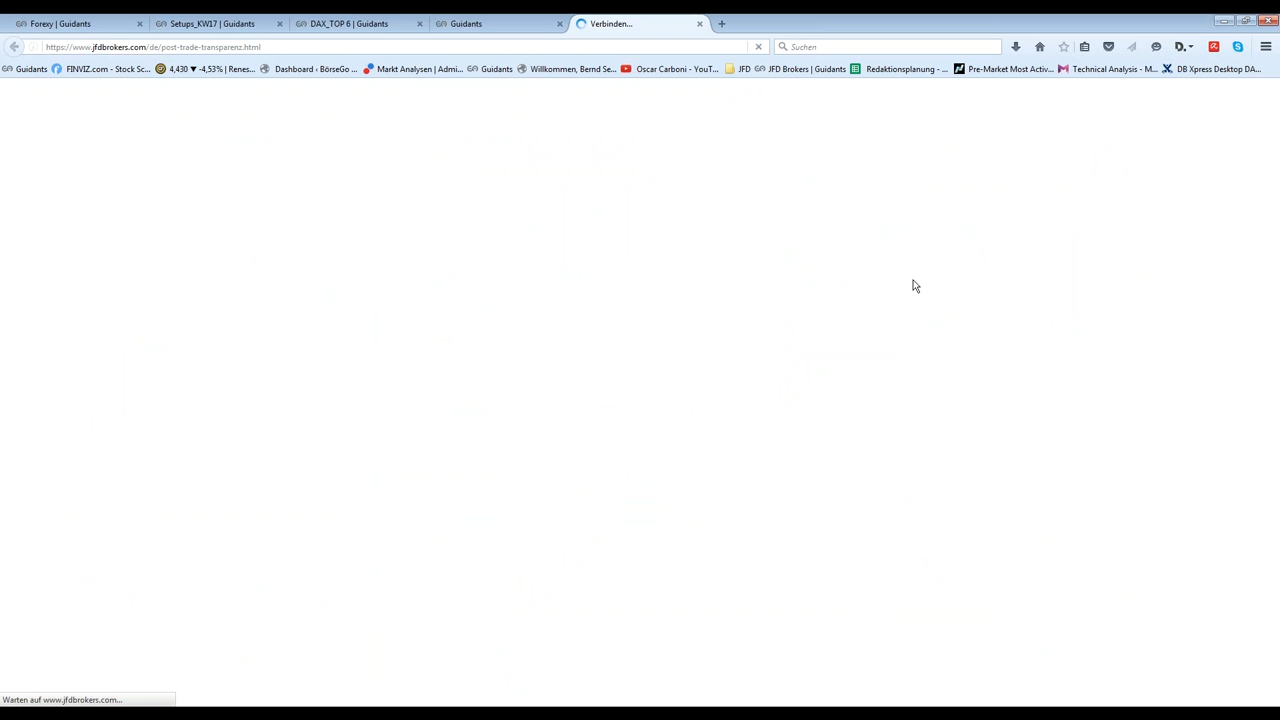 Forexy | Guidants
Setups_KW17 | Guidants
DAX_TOP 6 | Guidants
Guidants
Verbinden...
https://www.jfdbrokers.com/de/post-trade-transparenz.html
Suchen
D.
Guidants
FINVIZ.com - Stock Sc...
4,430 ▼ -4,53% | Renes...
Dashboard ‹ BörseGo ...
Markt Analysen | Admi...
Guidants
Willkommen, Bernd Se...
Oscar Carboni - YouT...
JFD
JFD Brokers | Guidants
Redaktionsplanung - ...
Pre-Market Most Activ...
Technical Analysis - M...
DB Xpress Desktop DA...
Warten auf www.jfdbrokers.com...